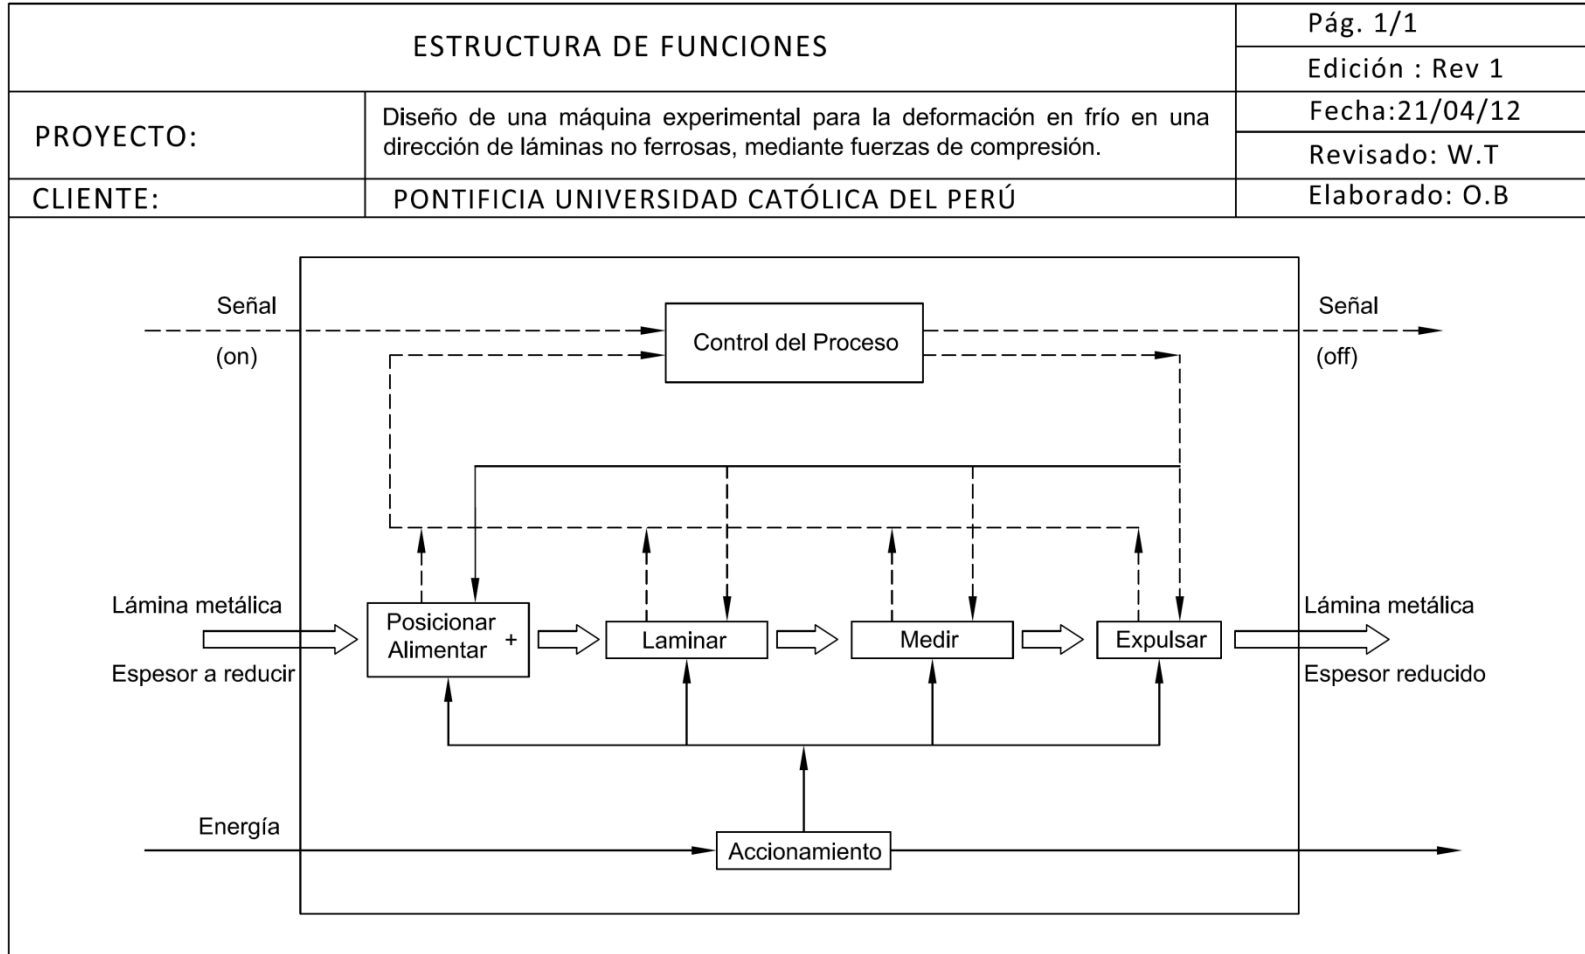 ESTRUCTURA DE FUNCIONES
Pág. 1/1
Edición : Rev 1
PROYECTO:
Diseño de una máquina experimental para la deformación en frío en una
dirección de láminas no ferrosas, mediante fuerzas de compresión.
Fecha:21/04/12
Revisado: W.T
CLIENTE:
PONTIFICIA UNIVERSIDAD CATÓLICA DEL PERÚ
Elaborado: O.B
Señal
(on)
Control del Proceso
Señal
(off)
Lámina metálica
Espesor a reducir
Posicionar
Alimentar +
Laminar
Medir
Expulsar
Lámina metálica
Espesor reducido
Energía
Accionamiento